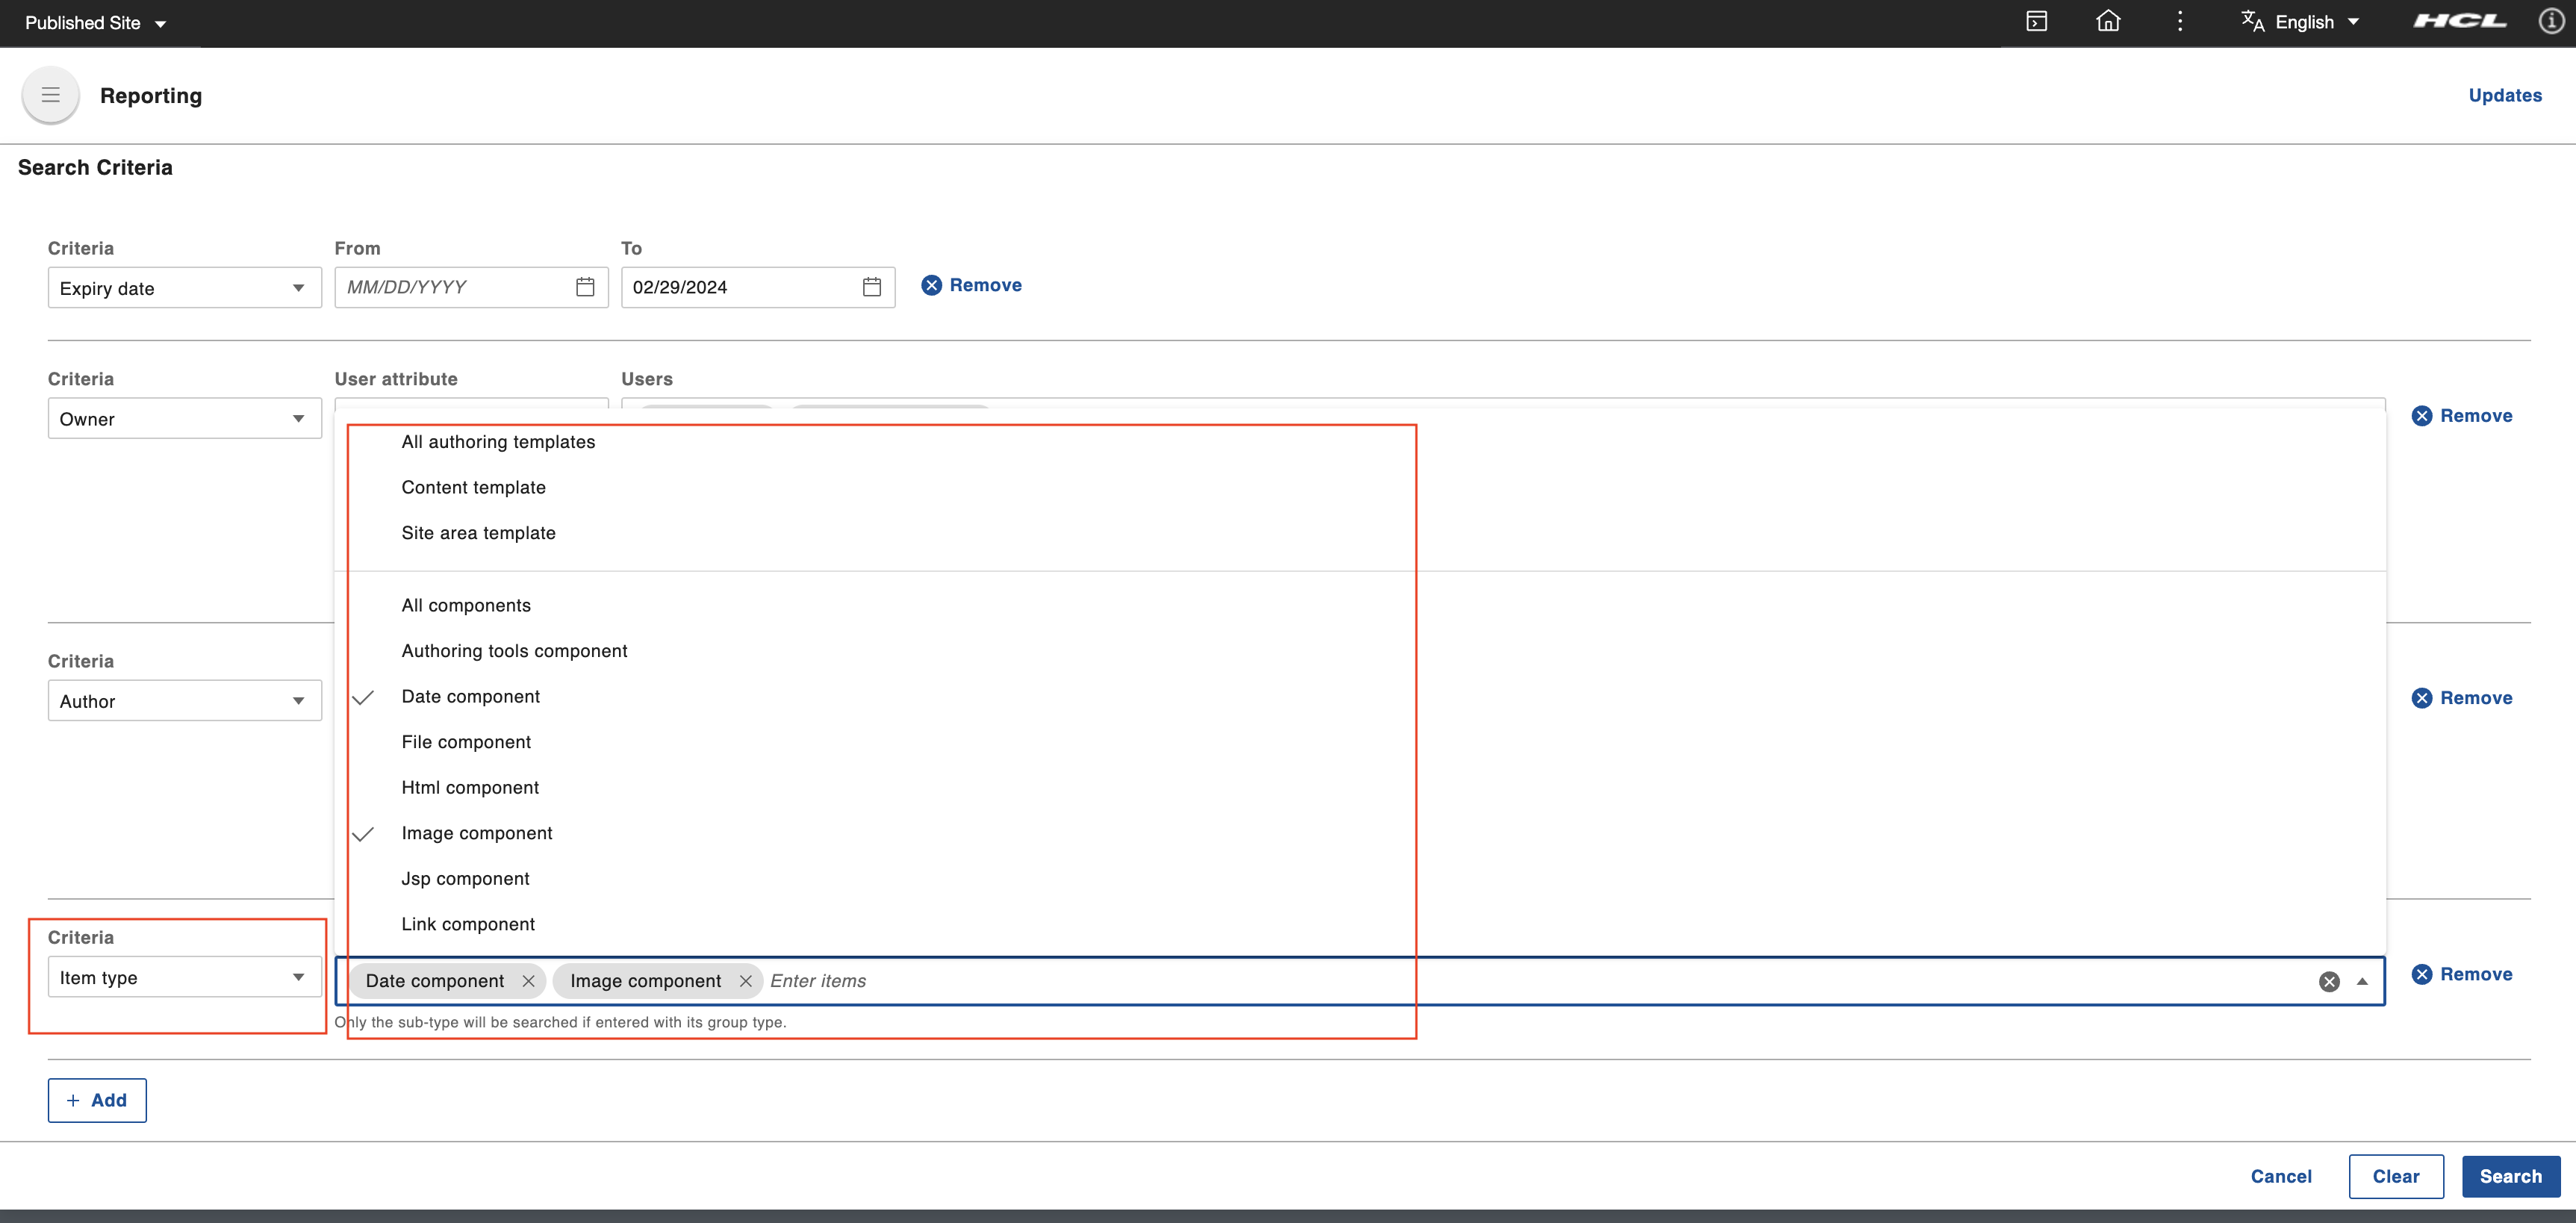 Published Site
English
HCL
Reporting
Updates
Search Criteria
Criteria From To
Expiry date MM/DD/YYYY 02/29/2024 Remove
Criteria User attribute Users
Owner Remove
All authoring templates
Content template
Site area template
All components
Authoring tools component
Criteria
Author Remove
Date component
File component
Html component
Image component
Jsp component
Link component
Criteria
Item type Date component Image component Enter items Remove
Only the sub-type will be searched if entered with its group type.
+ Add
Cancel Clear Search